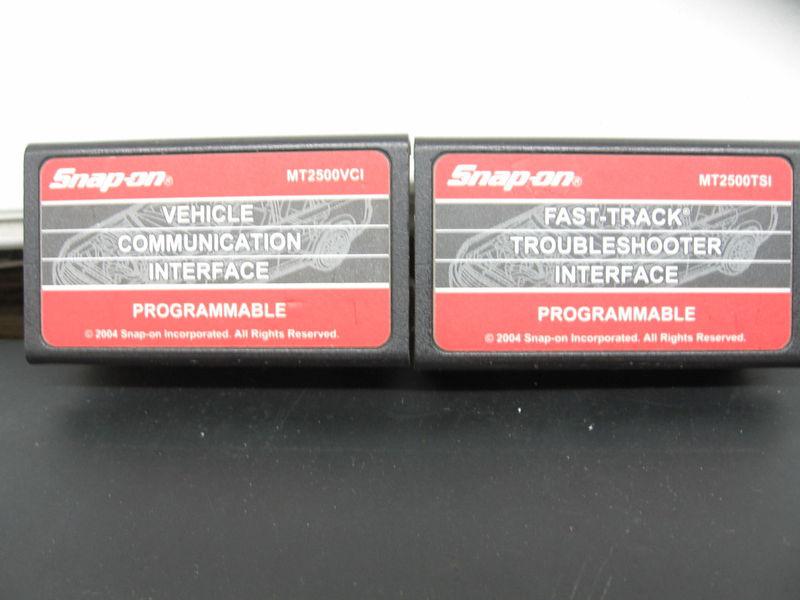 Snap-on®
MT2500VCI
VEHICLE
COMMUNICATION
INTERFACE
PROGRAMMABLE
© 2004 Snap-on Incorporated. All Rights Reserved.
Snap-on®
MT2500TSI
FAST-TRACK®
TROUBLESHOOTER
INTERFACE
PROGRAMMABLE
© 2004 Snap-on Incorporated. All Rights Reserved.